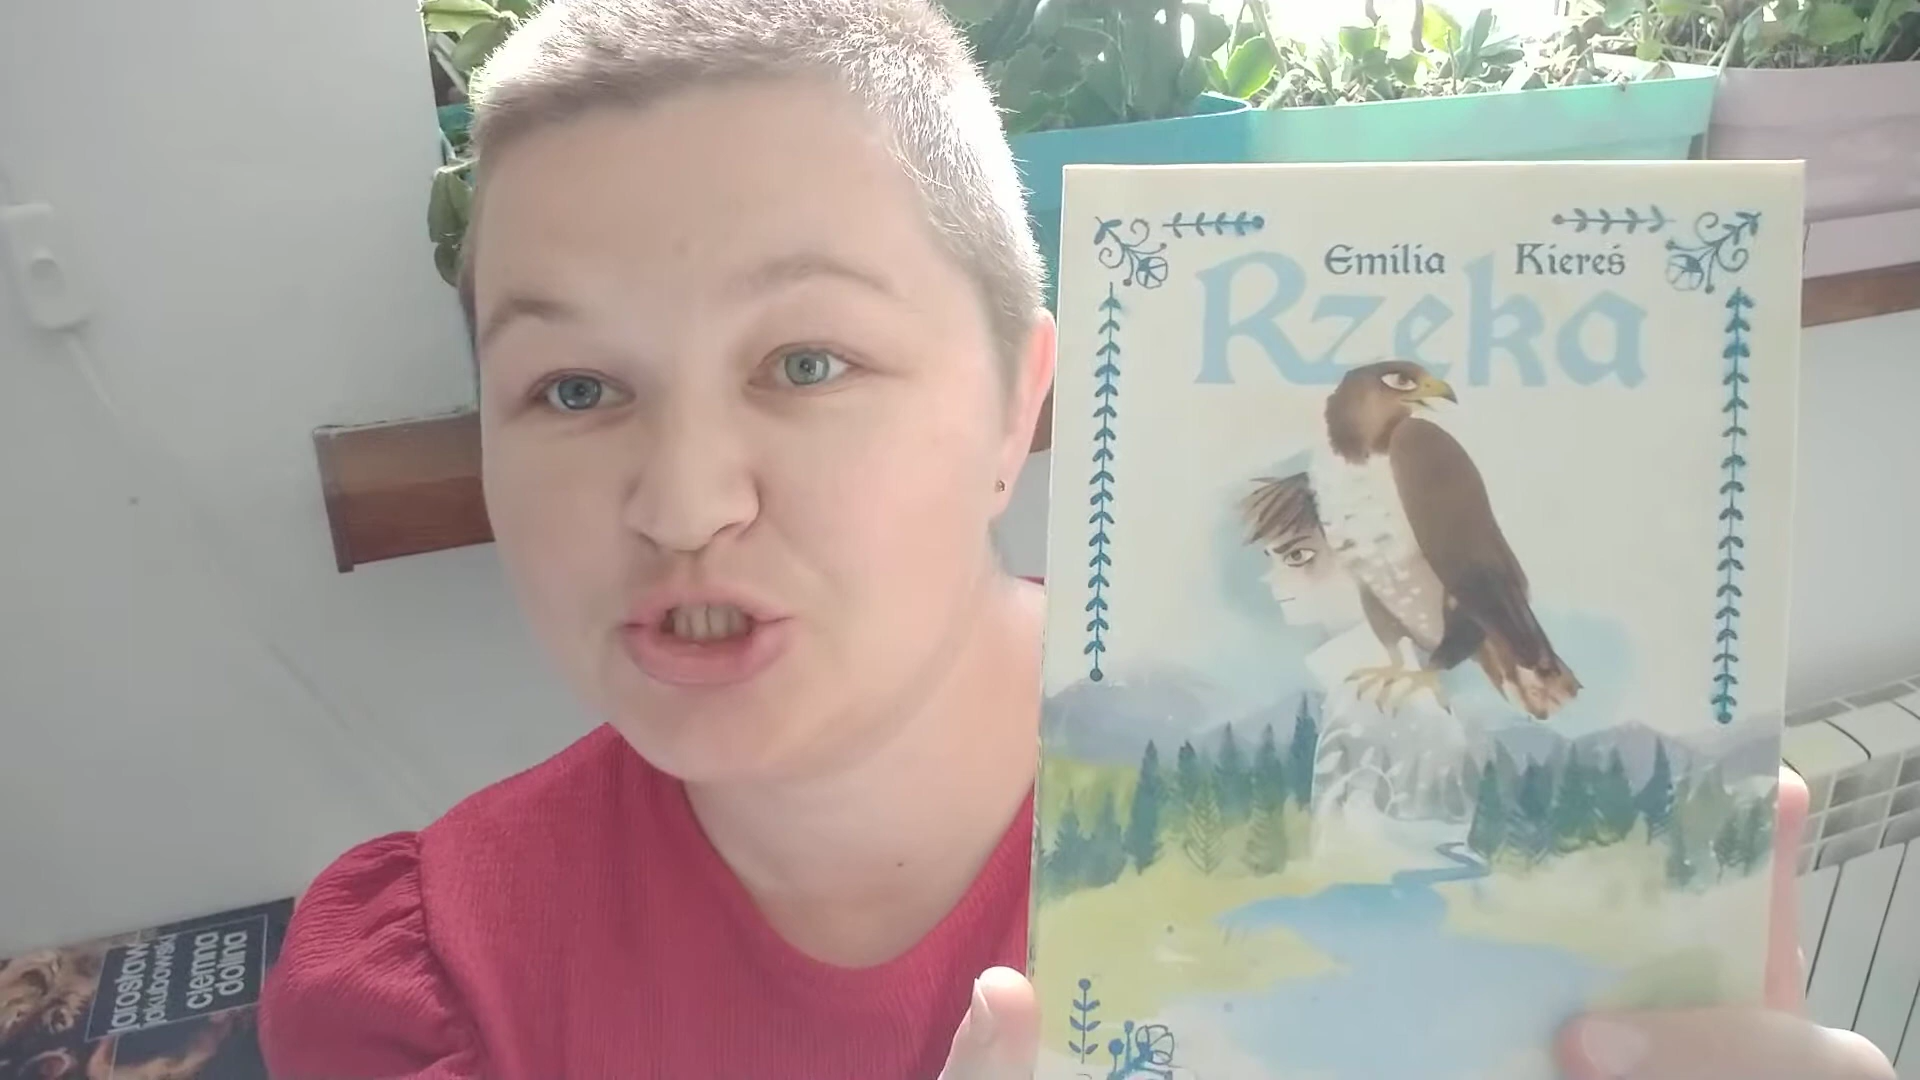 Emilia Kiereś
Rzeka
jarosław
jakubowski
ciemna
dolina